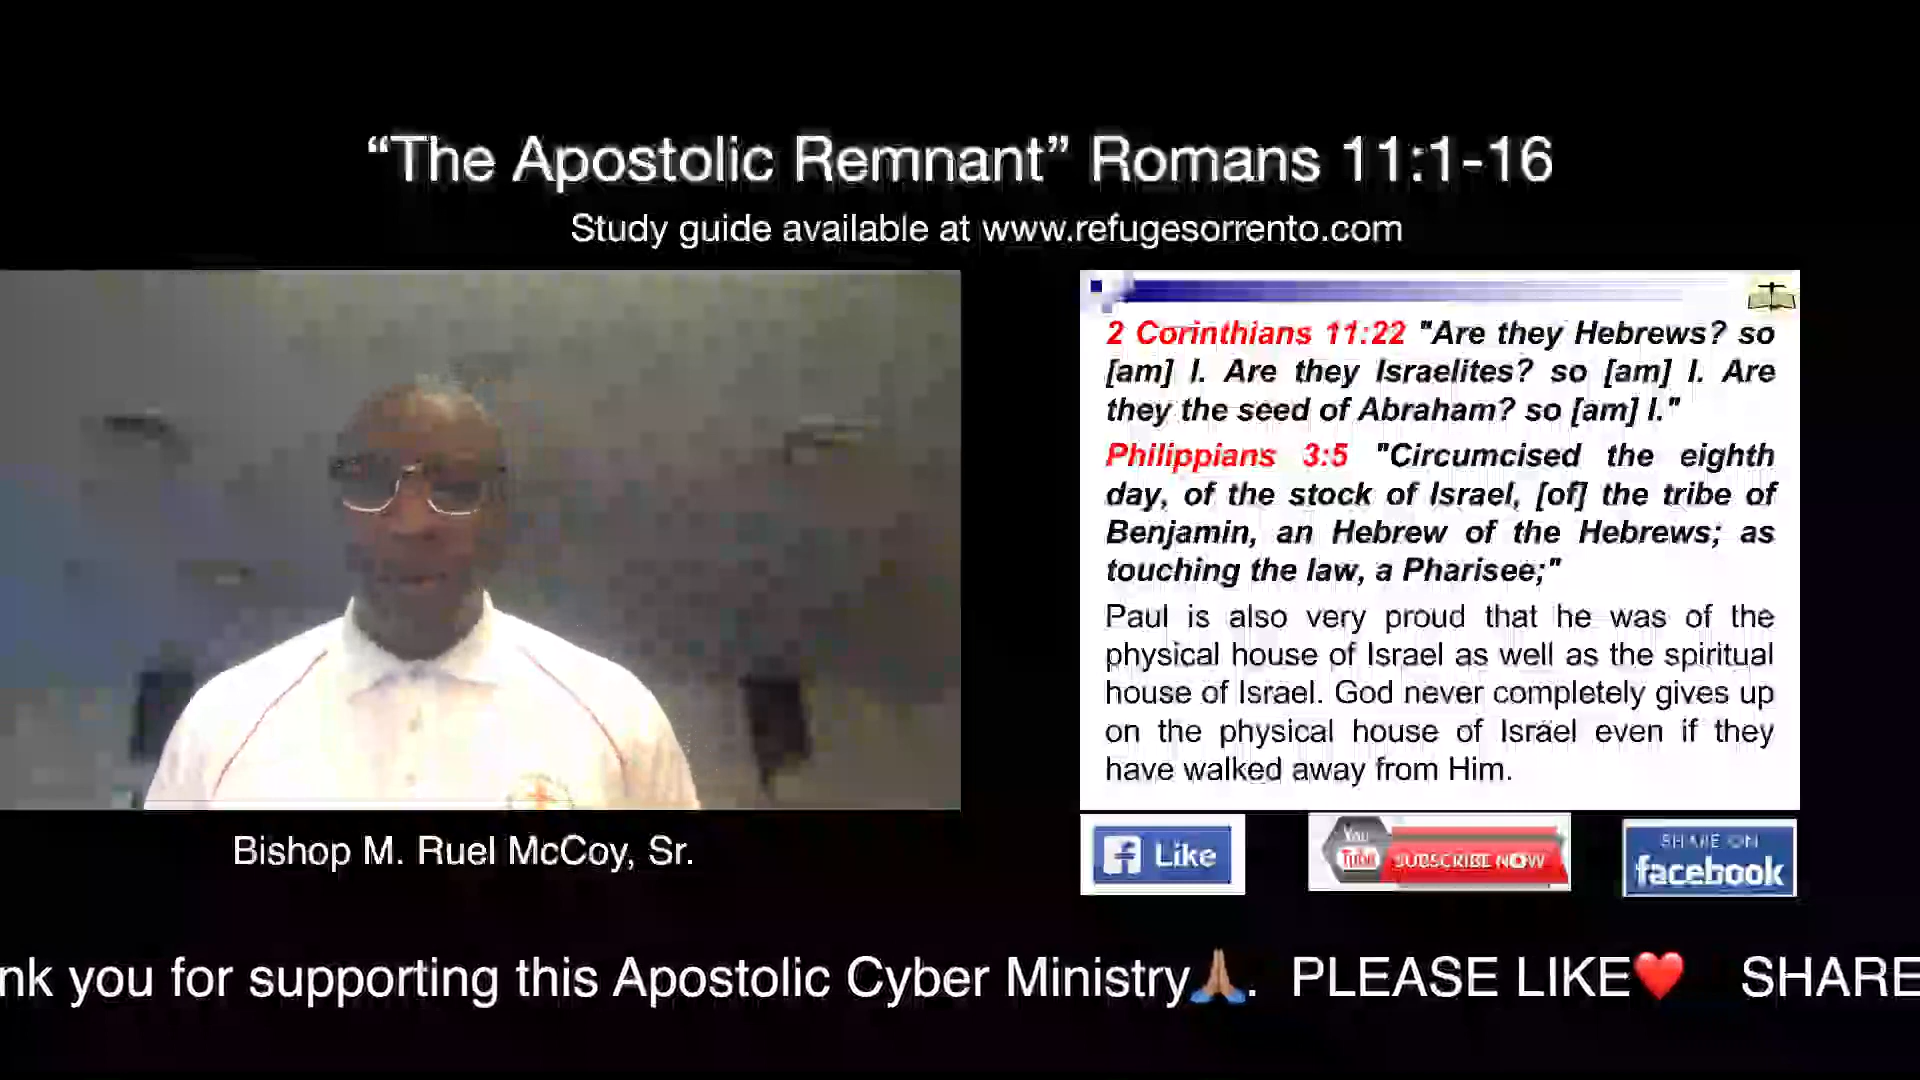 “The Apostolic Remnant” Romans 11:1-16
Study guide available at www.refugesorrento.com
2 Corinthians 11:22 "Are they Hebrews? so
[am] I. Are they Israelites? so [am] I. Are
they the seed of Abraham? so [am] I."
Philippians 3:5 "Circumcised the eighth
day, of the stock of Israel, [of] the tribe of
Benjamin, an Hebrew of the Hebrews; as
touching the law, a Pharisee;"
Paul is also very proud that he was of the
physical house of Israel as well as the spiritual
house of Israel. God never completely gives up
on the physical house of Israel even if they
have walked away from Him.
Bishop M. Ruel McCoy, Sr.
f Like
You
Tube SUBSCRIBE NOW
SHARE ON
facebook
nk you for supporting this Apostolic Cyber Ministry🙏🏽. PLEASE LIKE❤️ SHARE